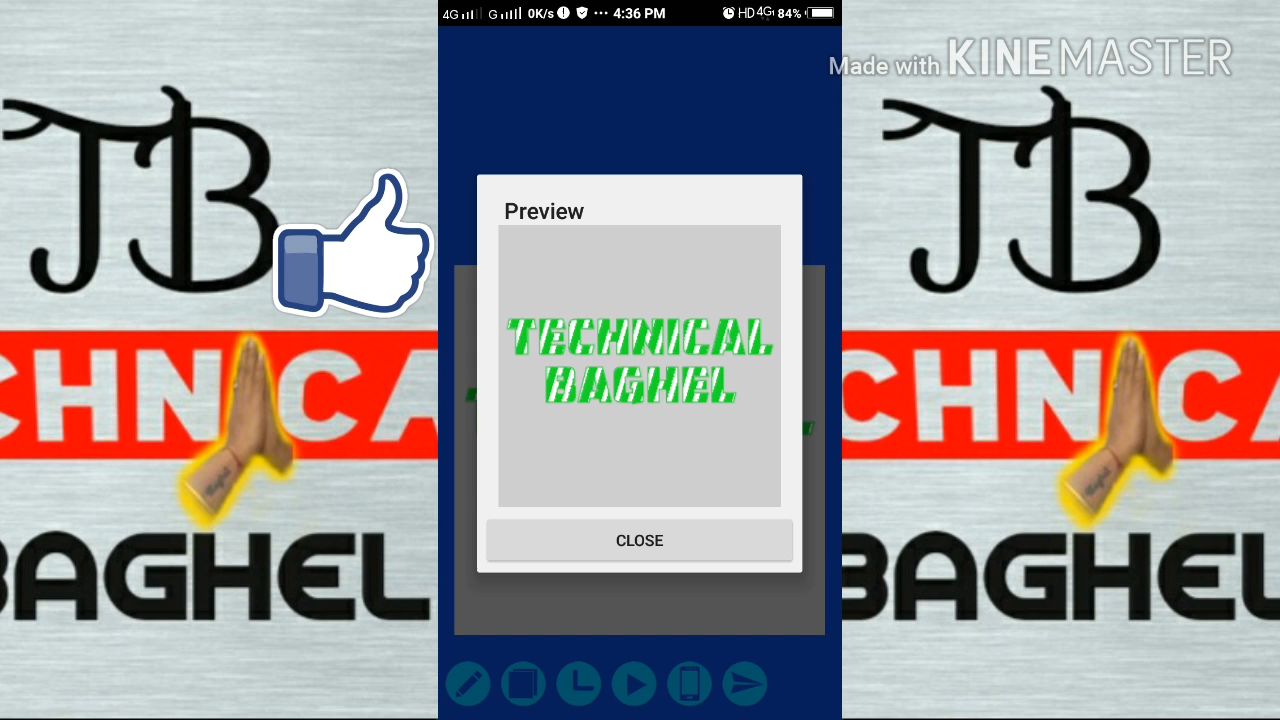 4G G 0K/s 4:36 PM HD 4G 84%
Made with KINEMASTER
TB
TB
Preview
TECHNICAL
BAGHEL
CHNICA
CHNICA
CLOSE
BAGHEL
BAGHEL